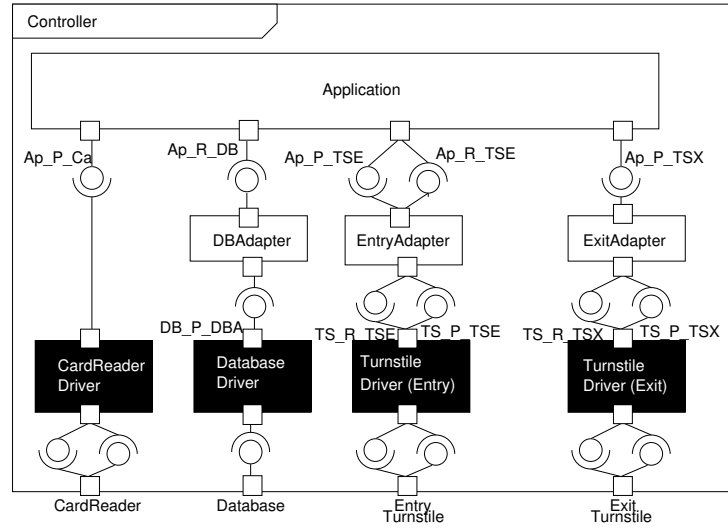 Controller
Application
Ap_P_Ca
Ap_R_DB
Ap_P_TSE
Ap_R_TSE
Ap_P_TSX
DBAdapter
EntryAdapter
ExitAdapter
DB_P_DBA
TS_R_TSE
TS_P_TSE
TS_R_TSX
TS_P_TSX
CardReader
Driver
Database
Driver
Turnstile
Driver (Entry)
Turnstile
Driver (Exit)
CardReader
Database
Entry
Turnstile
Exit
Turnstile